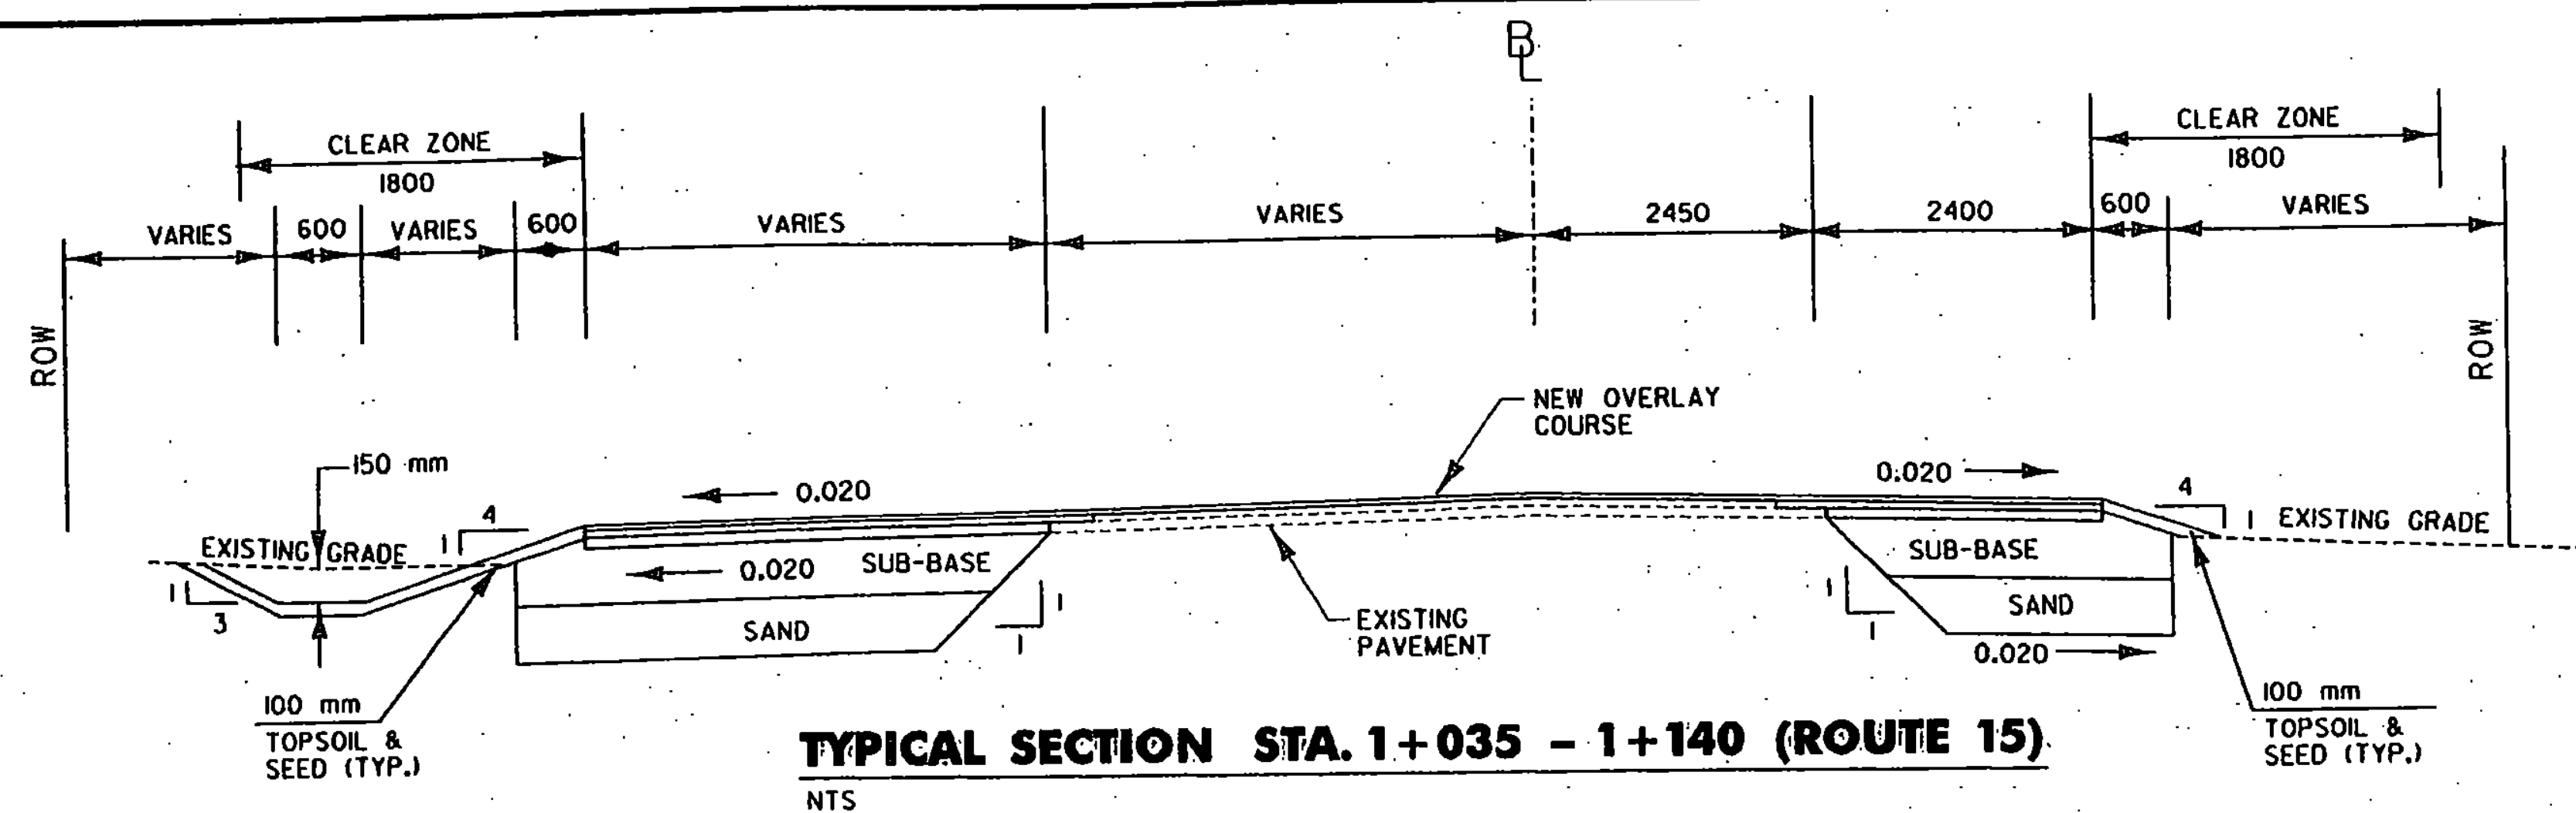 BL
CLEAR ZONE
1800
CLEAR ZONE
1800
VARIES
600
VARIES
600
VARIES
VARIES
2450
2400
600
VARIES
ROW
ROW
NEW OVERLAY
COURSE
150 mm
0.020
0.020
4
1
EXISTING GRADE
4
1
EXISTING GRADE
1
3
0.020
SUB-BASE
SAND
1
1
EXISTING
PAVEMENT
SUB-BASE
SAND
1
1
0.020
100 mm
TOPSOIL &
SEED (TYP.)
100 mm
TOPSOIL &
SEED (TYP.)
TYPICAL SECTION STA. 1+035 - 1+140 (ROUTE 15)
NTS